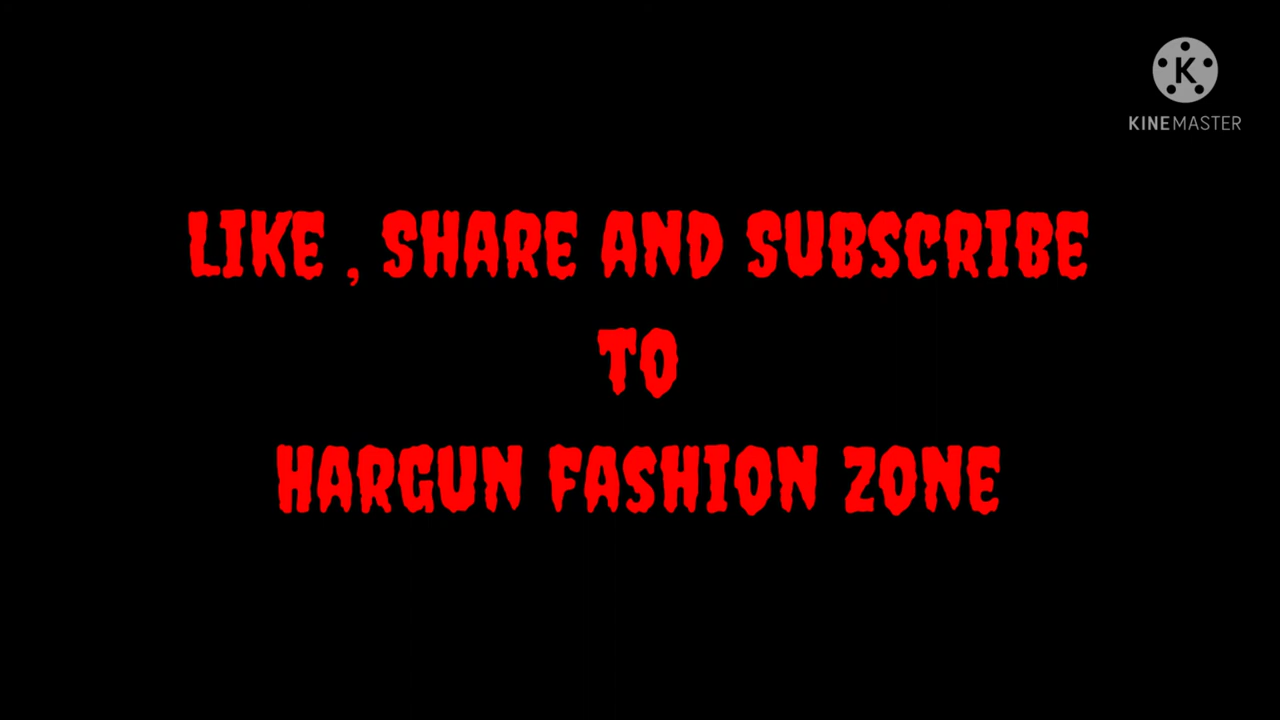 K
KINEMASTER
LIKE , SHARE AND SUBSCRIBE
TO
HARGUN FASHION ZONE